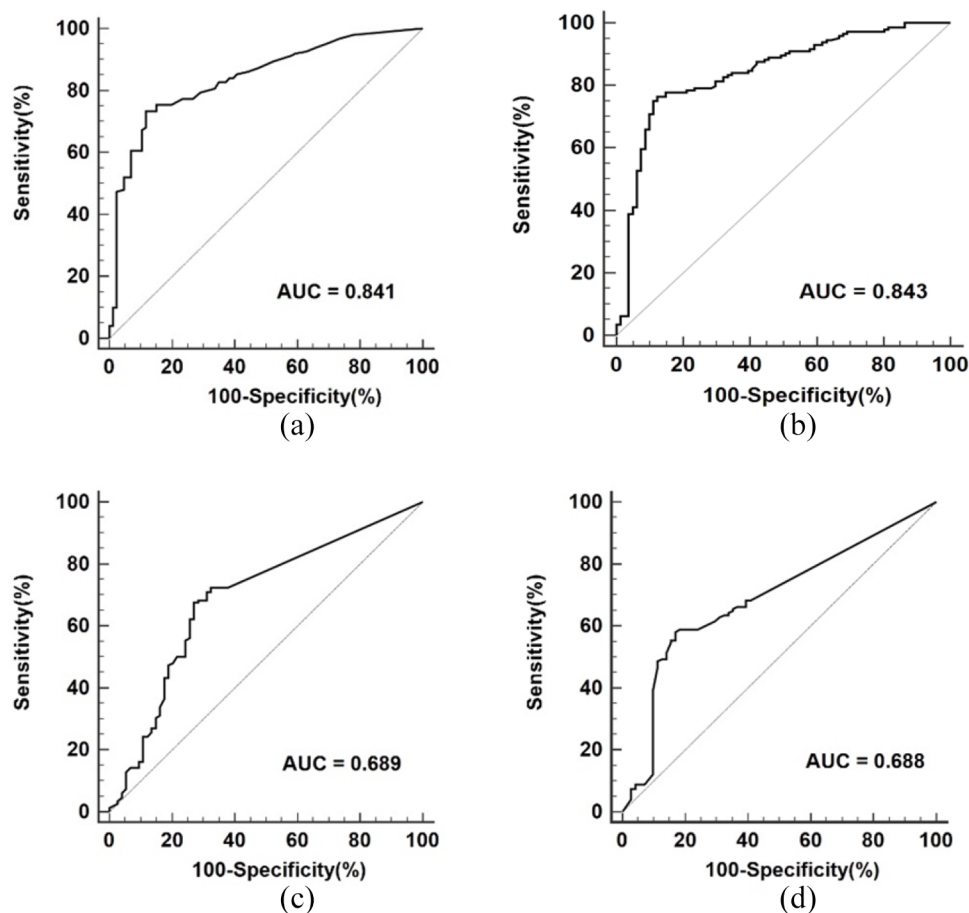 100
80
60
40
20
0
Sensitivity(%)
AUC = 0.841
0 20 40 60 80 100
100-Specificity(%)
(a)
100
80
60
40
20
0
Sensitivity(%)
AUC = 0.843
0 20 40 60 80 100
100-Specificity(%)
(b)
100
80
60
40
20
0
Sensitivity(%)
AUC = 0.689
0 20 40 60 80 100
100-Specificity(%)
(c)
100
80
60
40
20
0
Sensitivity(%)
AUC = 0.688
0 20 40 60 80 100
100-Specificity(%)
(d)